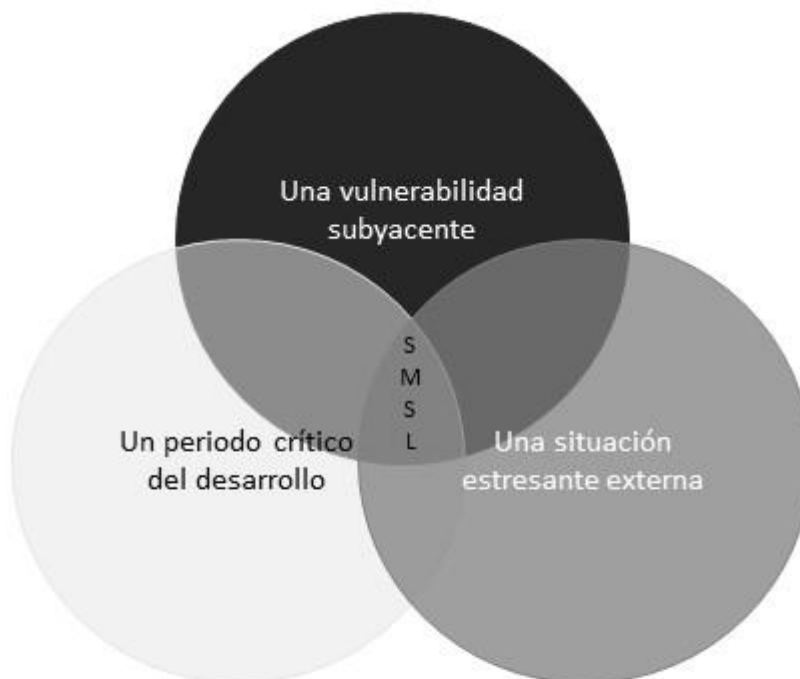 Una vulnerabilidad
subyacente
S
M
S
L
Un periodo crítico
del desarrollo
Una situación
estresante externa